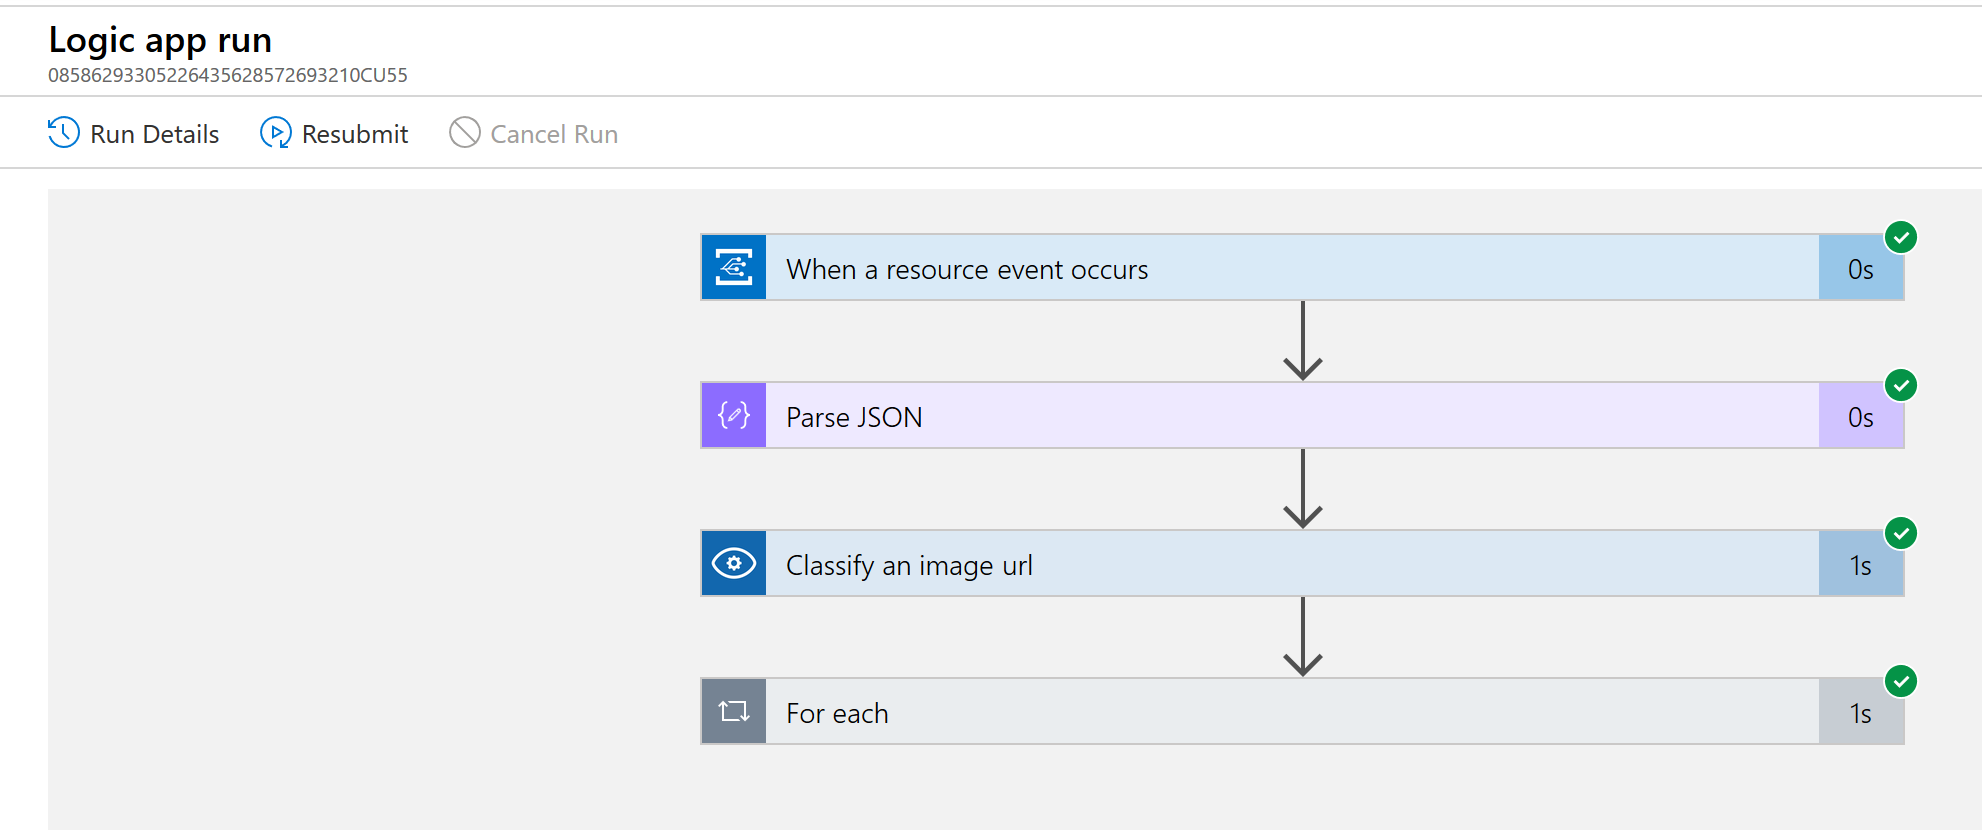 Logic app run
08586293305226435628572693210CU55
Run Details Resubmit Cancel Run
When a resource event occurs 0s
Parse JSON 0s
Classify an image url 1s
For each 1s